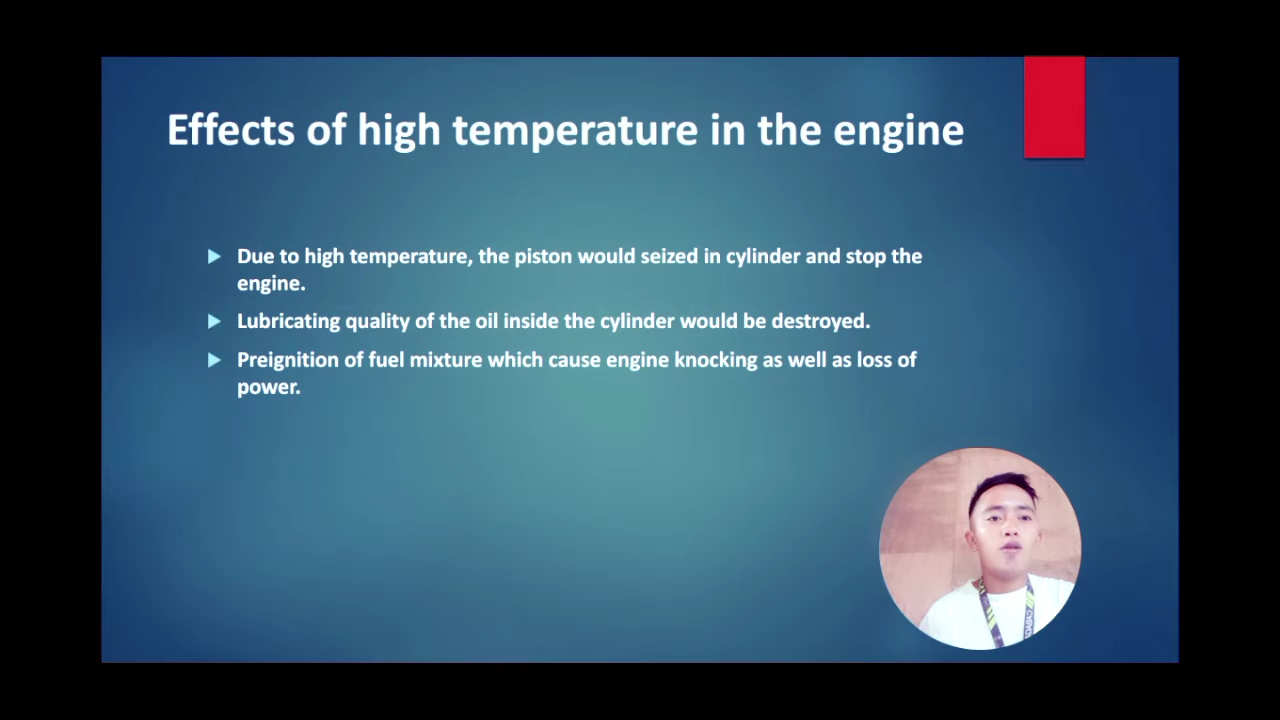 Effects of high temperature in the engine
Due to high temperature, the piston would seized in cylinder and stop the
engine.
Lubricating quality of the oil inside the cylinder would be destroyed.
Preignition of fuel mixture which cause engine knocking as well as loss of
power.